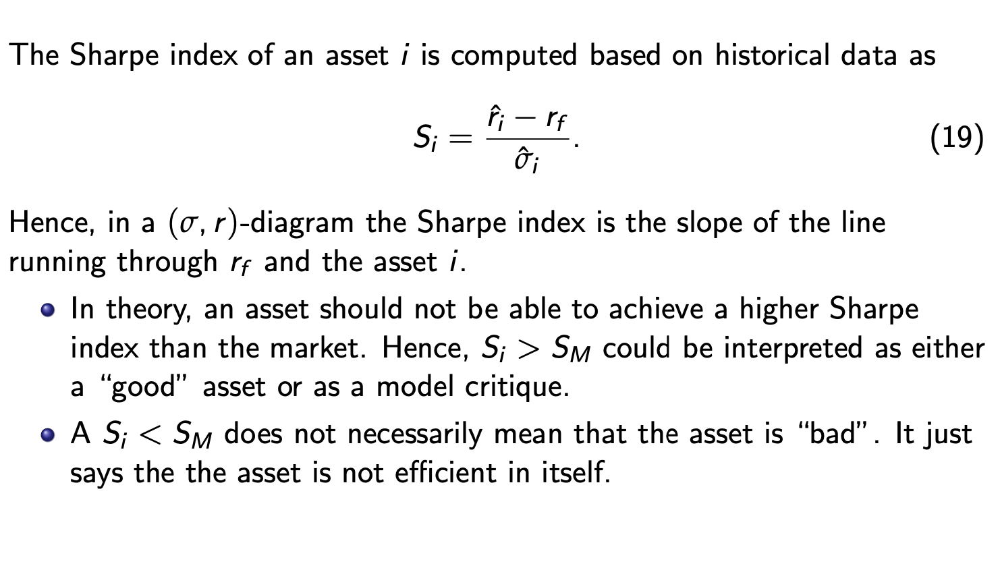 The Sharpe index of an asset i is computed based on historical data as
S_i = \frac{\hat{r}_i − r_f}{\hat{σ}_i}. (19)
Hence, in a (σ, r)-diagram the Sharpe index is the slope of the line
running through r_f and the asset i.
In theory, an asset should not be able to achieve a higher Sharpe
index than the market. Hence, S_i > S_M could be interpreted as either
a “good” asset or as a model critique.
A S_i < S_M does not necessarily mean that the asset is “bad”. It just
says the the asset is not efficient in itself.